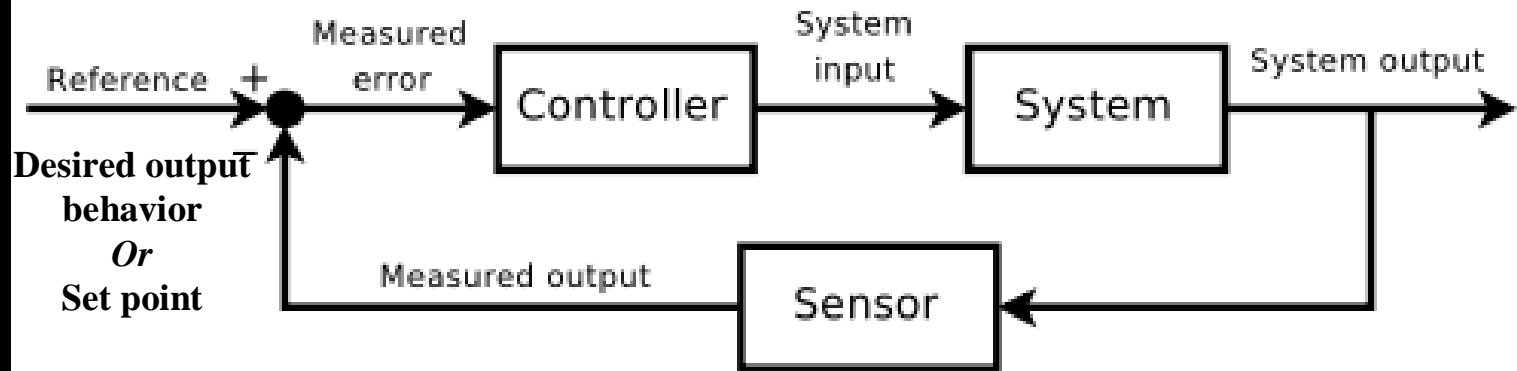 Reference
+
Measured
error
Controller
System
input
System
System output
−
Desired output
behavior
Or
Set point
Measured output
Sensor